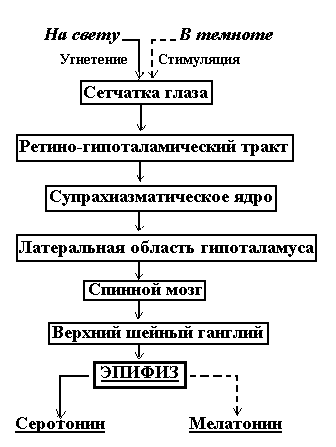 На свету В темноте
Угнетение Стимуляция
Сетчатка глаза
Ретино-гипоталамический тракт
Супрахиазматическое ядро
Латеральная область гипоталамуса
Спинной мозг
Верхний шейный ганглий
ЭПИФИЗ
Серотонин Мелатонин